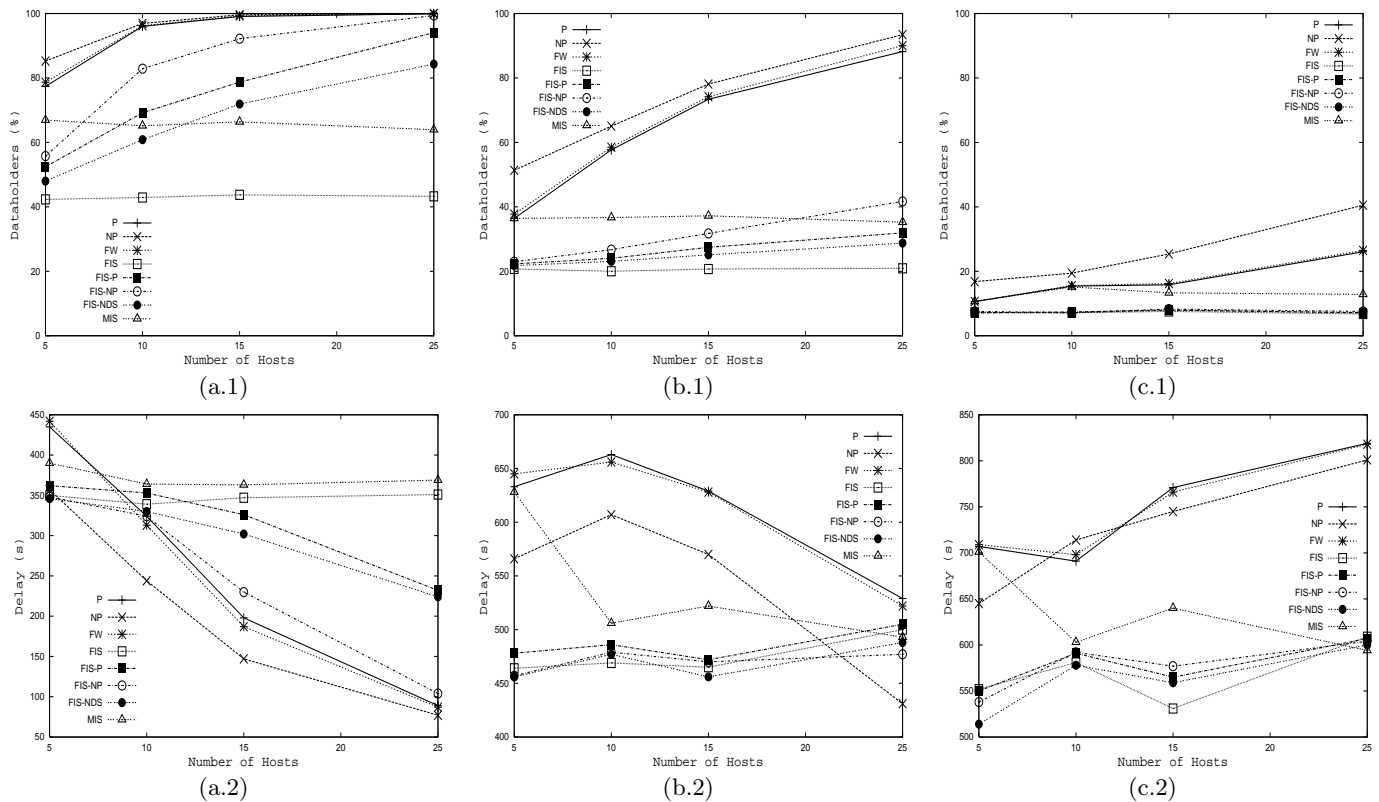 100
80
60
40
20
0
Dataholders (%)
P
NP
FW
FIS
FIS-P
FIS-NP
FIS-NDS
MIS
5 10 15 20 25
Number of Hosts
(a.1)
100
80
60
40
20
0
Dataholders (%)
P
NP
FW
FIS
FIS-P
FIS-NP
FIS-NDS
MIS
5 10 15 20 25
Number of Hosts
(b.1)
100
80
60
40
20
0
Dataholders (%)
P
NP
FW
FIS
FIS-P
FIS-NP
FIS-NDS
MIS
5 10 15 20 25
Number of Hosts
(c.1)
450
400
350
300
250
200
150
100
50
Delay (s)
P
NP
FW
FIS
FIS-P
FIS-NP
FIS-NDS
MIS
5 10 15 20 25
Number of Hosts
(a.2)
700
650
600
550
500
450
400
Delay (s)
P
NP
FW
FIS
FIS-P
FIS-NP
FIS-NDS
MIS
5 10 15 20 25
Number of Hosts
(b.2)
850
800
750
700
650
600
550
500
Delay (s)
P
NP
FW
FIS
FIS-P
FIS-NP
FIS-NDS
MIS
5 10 15 20 25
Number of Hosts
(c.2)